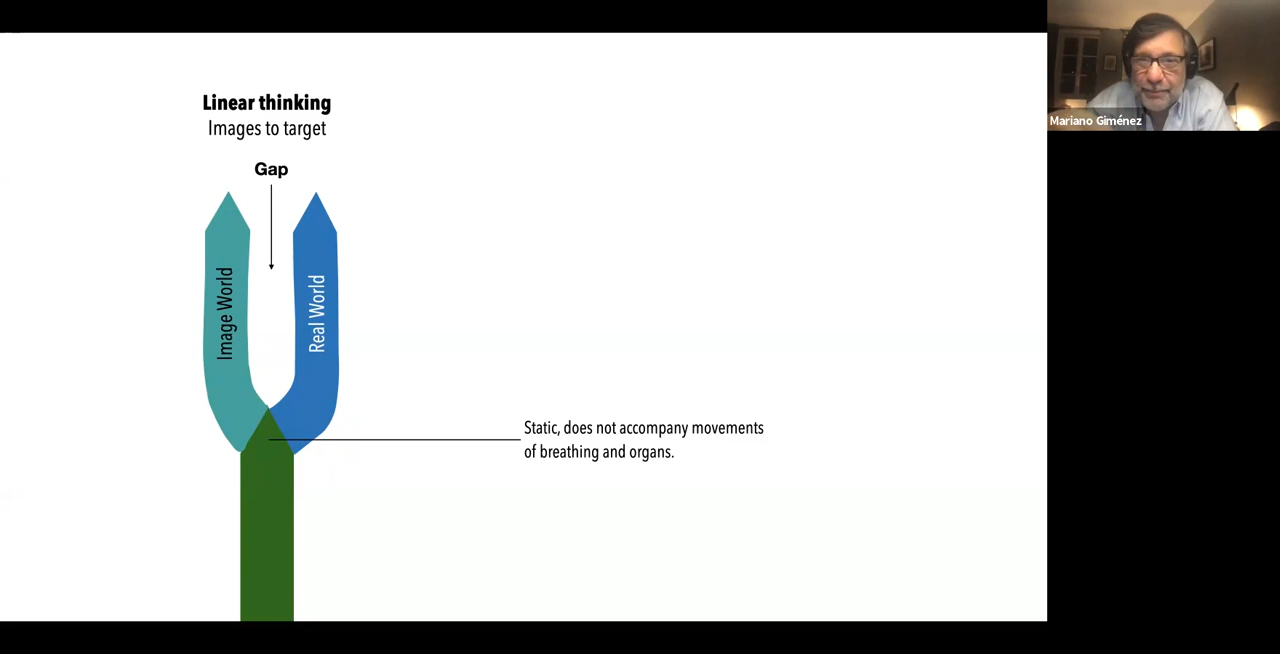 Linear thinking
Images to target
Gap
Image World
Real World
Static, does not accompany movements
of breathing and organs.
Mariano Giménez